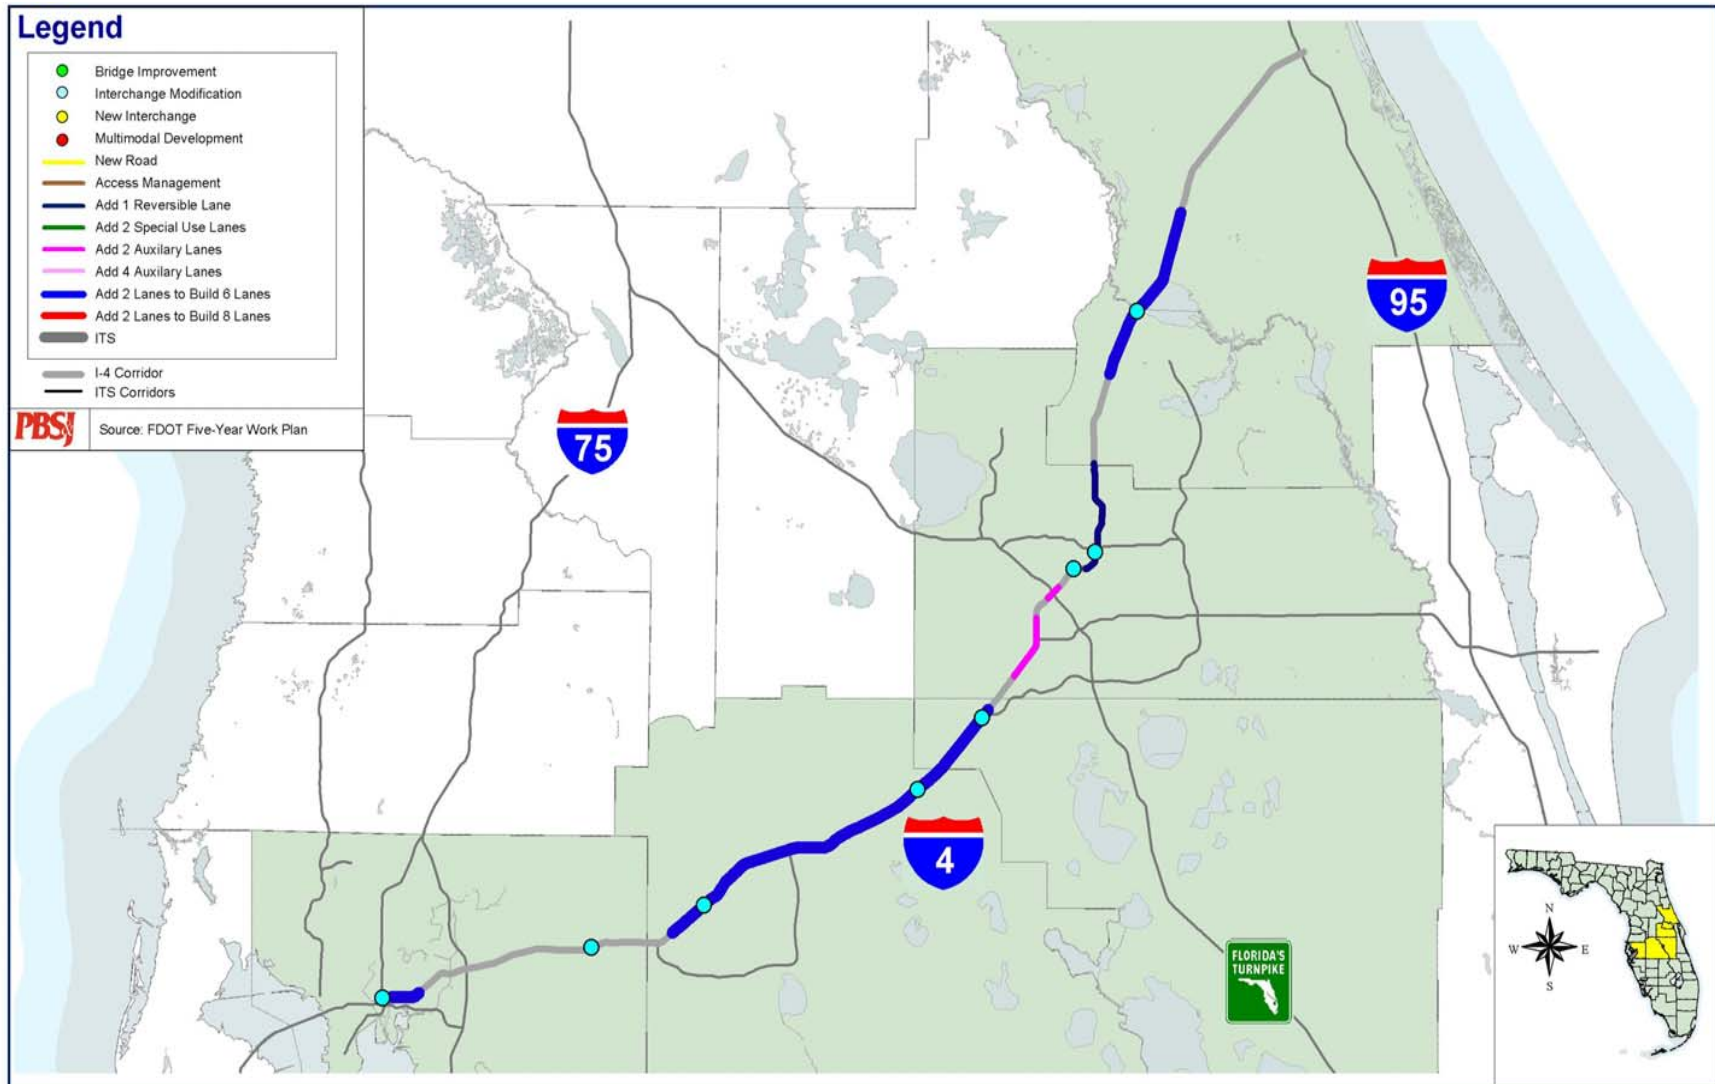 Legend
Bridge Improvement
Interchange Modification
New Interchange
Multimodal Development
New Road
Access Management
Add 1 Reversible Lane
Add 2 Special Use Lanes
Add 2 Auxilary Lanes
Add 4 Auxilary Lanes
Add 2 Lanes to Build 6 Lanes
Add 2 Lanes to Build 8 Lanes
ITS
I-4 Corridor
ITS Corridors
PBSJ
Source: FDOT Five-Year Work Plan
95
75
4
FLORIDA'S
TURNPIKE
N
W
E
S